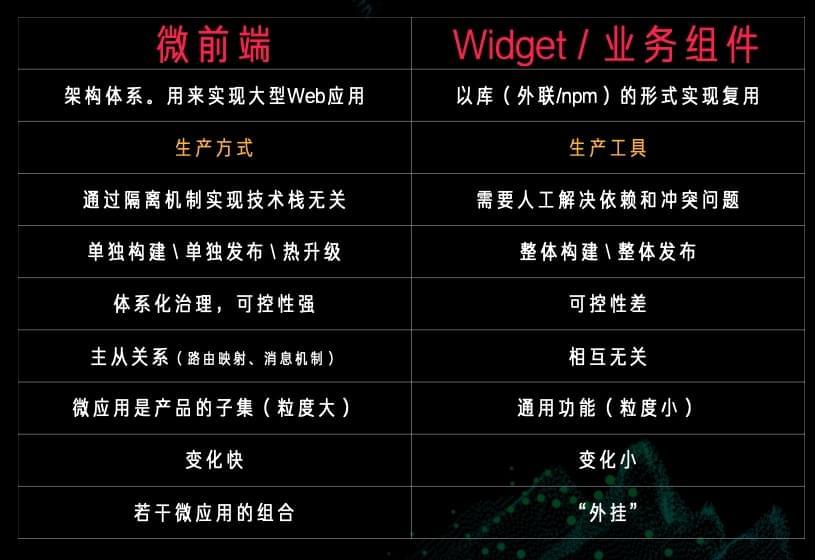 微前端
Widget / 业务组件
架构体系。用来实现大型Web应用
以库（外联/npm）的形式实现复用
生产方式
生产工具
通过隔离机制实现技术栈无关
需要人工解决依赖和冲突问题
单独构建 \ 单独发布 \ 热升级
整体构建 \ 整体发布
体系化治理，可控性强
可控性差
主从关系（路由映射、消息机制）
相互无关
微应用是产品的子集（粒度大）
通用功能（粒度小）
变化快
变化小
若干微应用的组合
“外挂”